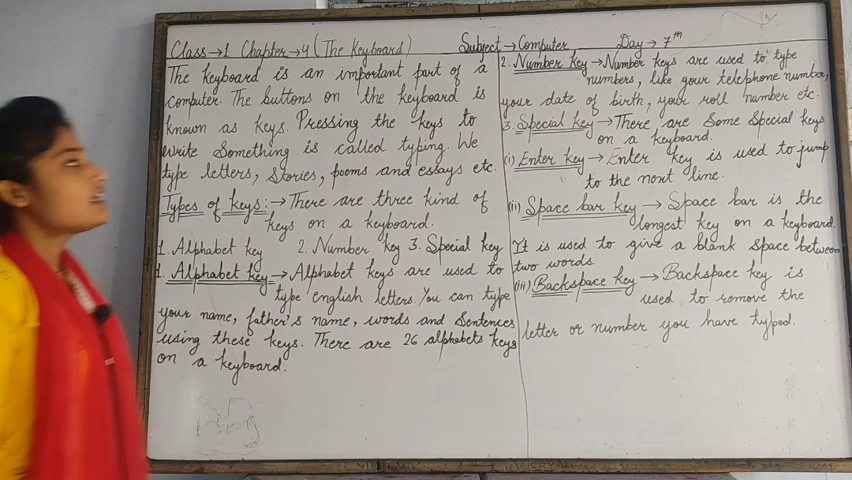 Class → 1 Chapter → 4 (The Keyboard) Subject → Computer Day → 7th
The keyboard is an important part of a
computer. The buttons on the keyboard is
known as keys. Pressing the keys to
write Something is called typing. We
type letters, stories, poems and essays etc.
Types of keys :→ There are three kind of
keys on a keyboard.
1. Alphabet key 2. Number key 3. Special key
1. Alphabet key → Alphabet keys are used to
type english letters. You can type
your name, father's name, words and Sentences
using these keys. There are 26 alphabets keys
on a keyboard.
2. Number key → Number keys are used to type
numbers, like your telephone number,
your date of birth, your roll number etc.
3. Special key → There are Some Special keys
on a keyboard.
(i) Enter key → Enter key is used to jump
to the next line.
(ii) Space bar key → Space bar is the
longest key on a keyboard.
It is used to give a blank space between
two words.
(iii) Backspace key → Backspace key is
used to remove the
letter or number you have typed.